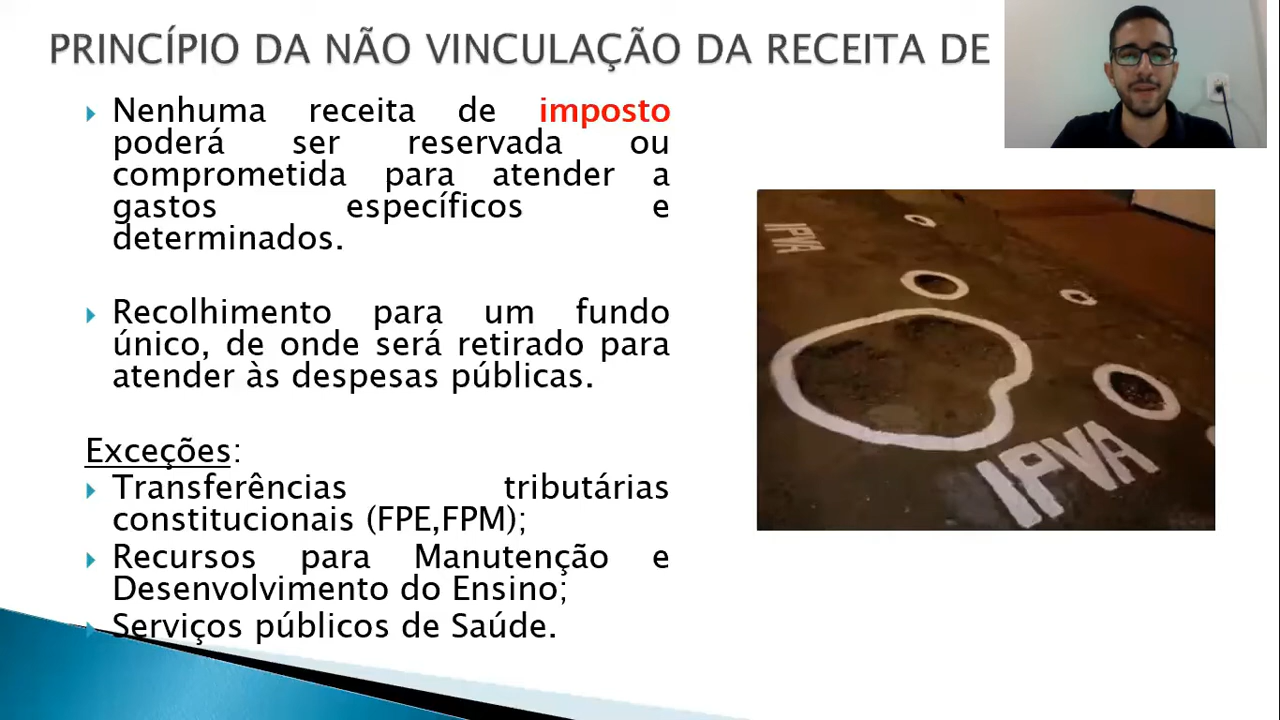 PRINCÍPIO DA NÃO VINCULAÇÃO DA RECEITA DE
Nenhuma receita de imposto
poderá ser reservada ou
comprometida para atender a
gastos específicos e
determinados.
Recolhimento para um fundo
único, de onde será retirado para
atender às despesas públicas.
Exceções:
Transferências tributárias
constitucionais (FPE,FPM);
Recursos para Manutenção e
Desenvolvimento do Ensino;
Serviços públicos de Saúde.
IPVA
IPVA